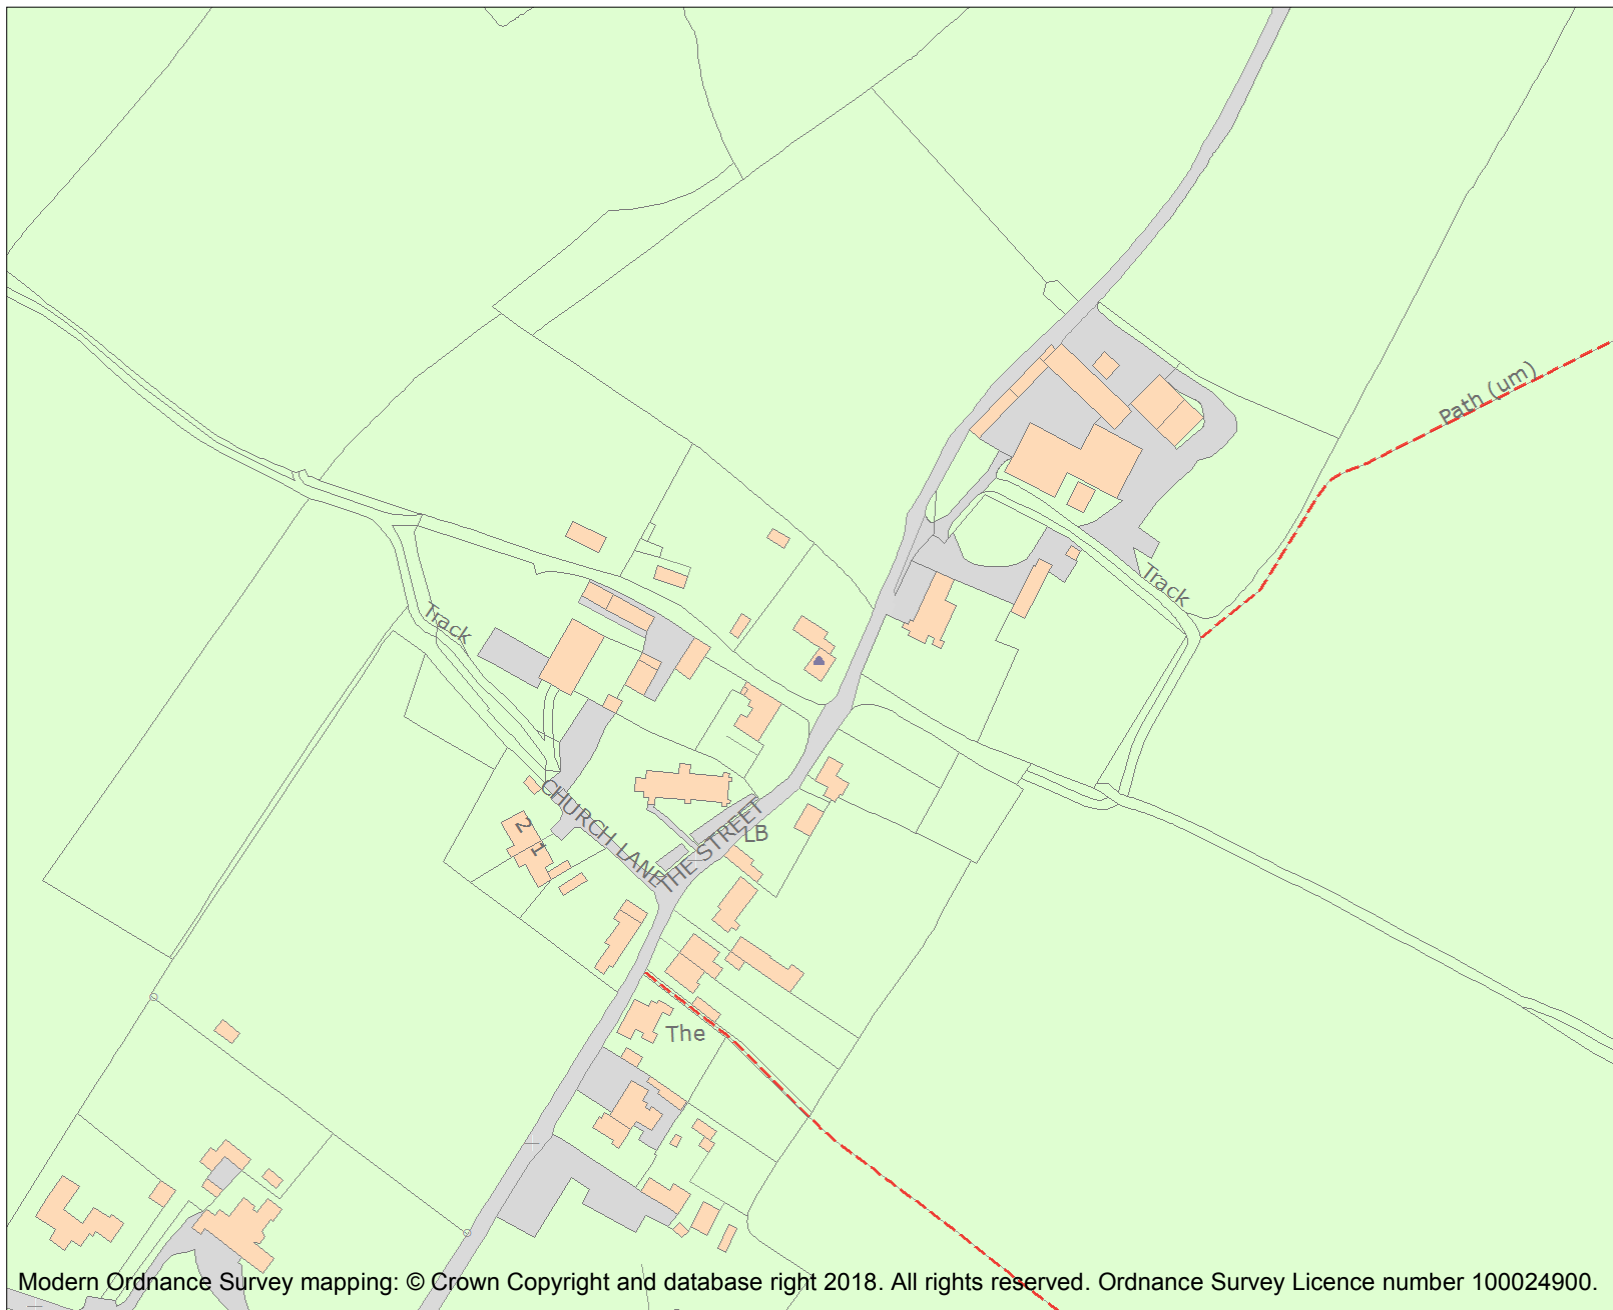 Path (um)
Track
Track
CHURCH LANE
THE STREET
LB
2
1
The
Modern Ordnance Survey mapping: © Crown Copyright and database right 2018. All rights reserved. Ordnance Survey Licence number 100024900.